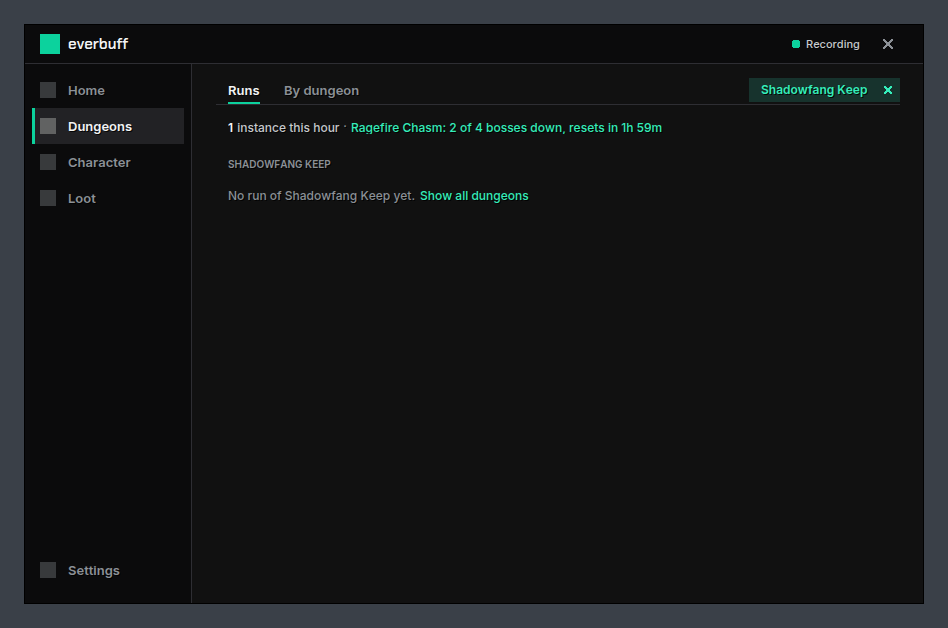 everbuff
Recording
Home
Dungeons
Character
Loot
Settings
Runs
By dungeon
Shadowfang Keep
1 instance this hour · Ragefire Chasm: 2 of 4 bosses down, resets in 1h 59m
SHADOWFANG KEEP
No run of Shadowfang Keep yet. Show all dungeons